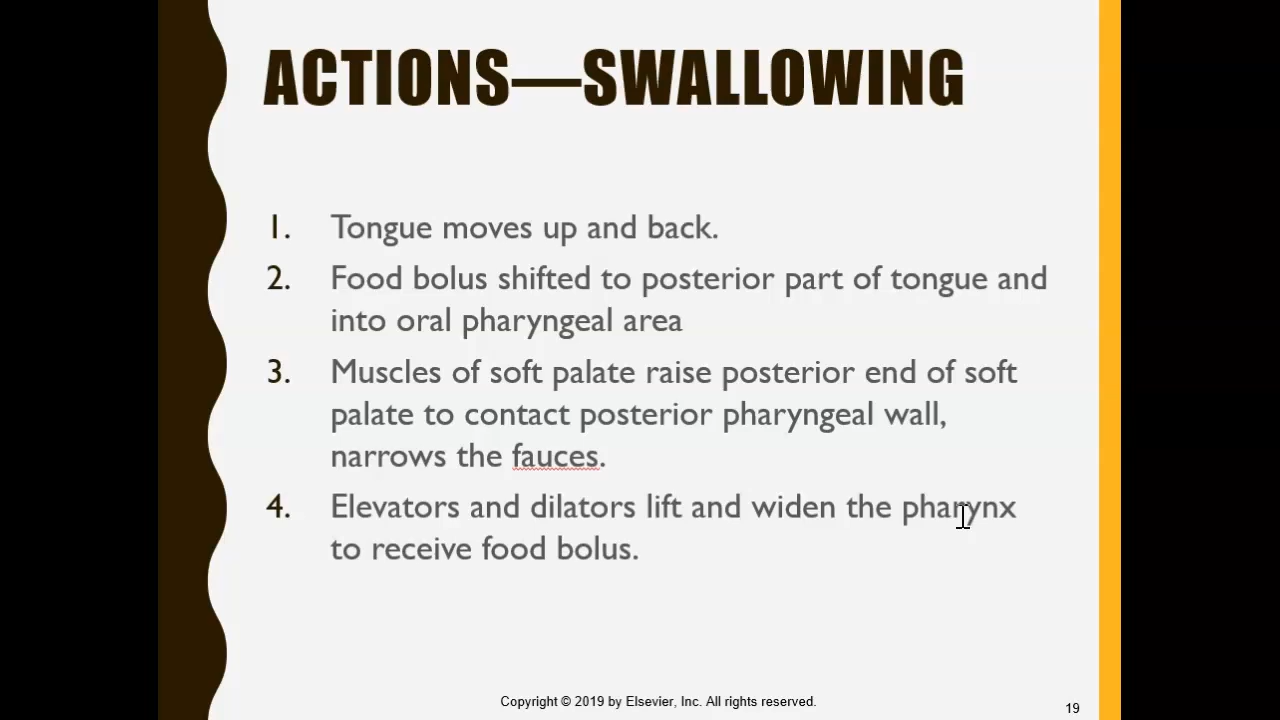 ACTIONS—SWALLOWING
1. Tongue moves up and back.
2. Food bolus shifted to posterior part of tongue and
into oral pharyngeal area
3. Muscles of soft palate raise posterior end of soft
palate to contact posterior pharyngeal wall,
narrows the fauces.
4. Elevators and dilators lift and widen the pharynx
to receive food bolus.
Copyright © 2019 by Elsevier, Inc. All rights reserved.
19